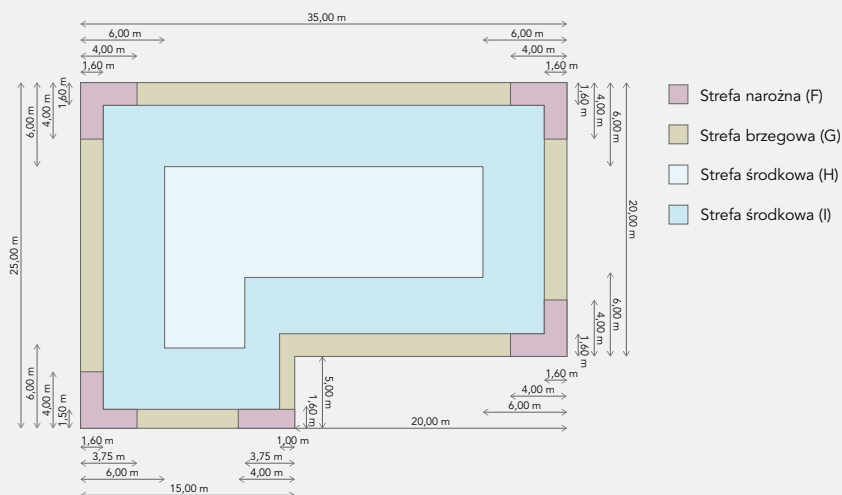 35,00 m
6,00 m 6,00 m
4,00 m 4,00 m
1,60 m 1,60 m
25,00 m
6,00 m
4,00 m
1,60 m
1,60 m
4,00 m
6,00 m
20,00 m
Strefa narożna (F)
Strefa brzegowa (G)
Strefa środkowa (H)
Strefa środkowa (I)
6,00 m
4,00 m
1,50 m
6,00 m
4,00 m
1,60 m
5,00 m
1,60 m
1,60 m
4,00 m
6,00 m
20,00 m
1,60 m 1,00 m
3,75 m 3,75 m
6,00 m 4,00 m
15,00 m